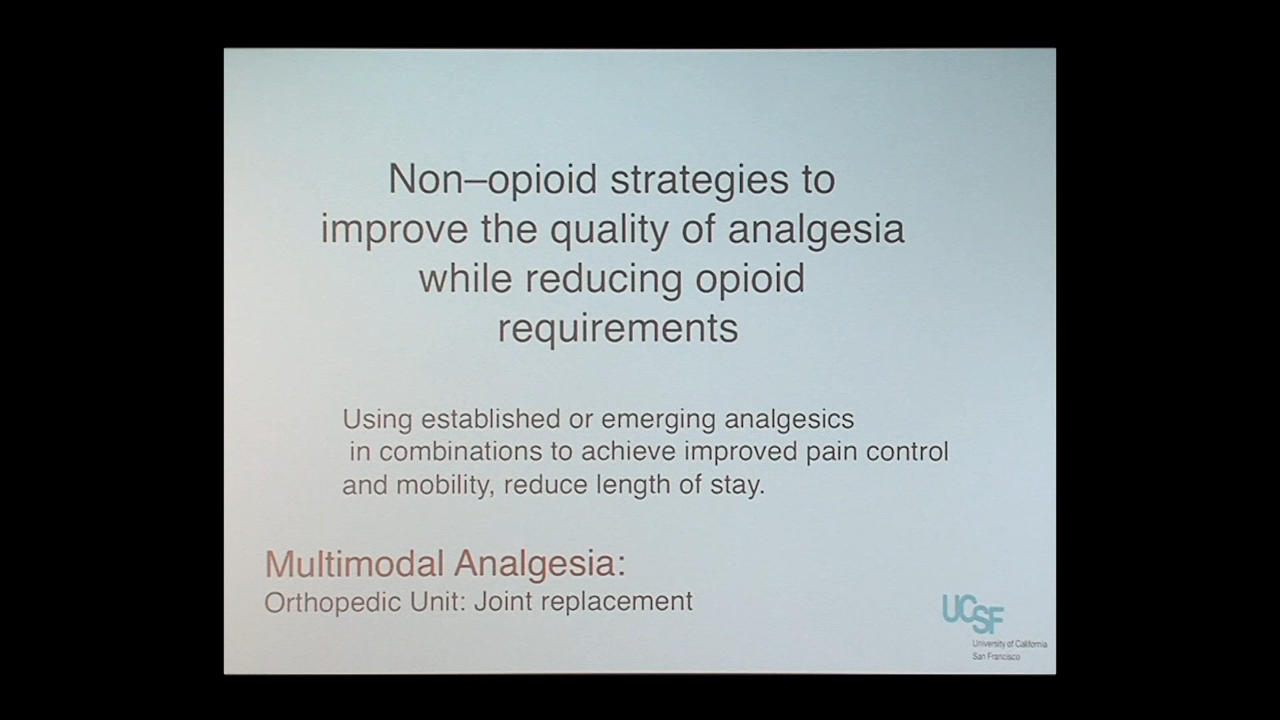 Non–opioid strategies to
improve the quality of analgesia
while reducing opioid
requirements
Using established or emerging analgesics
in combinations to achieve improved pain control
and mobility, reduce length of stay.
Multimodal Analgesia:
Orthopedic Unit: Joint replacement
UCSF
University of California
San Francisco